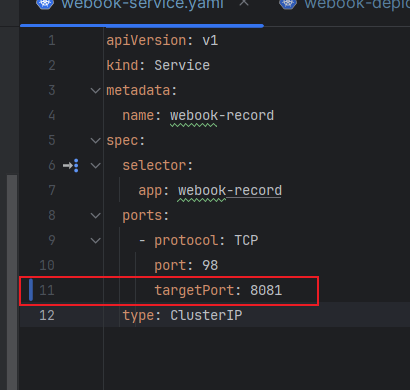 webook-service.yaml × webook-depl
1 apiVersion: v1
2 kind: Service
3 metadata:
4 name: webook-record
5 spec:
6 selector:
7 app: webook-record
8 ports:
9 - protocol: TCP
10 port: 98
11 targetPort: 8081
12 type: ClusterIP